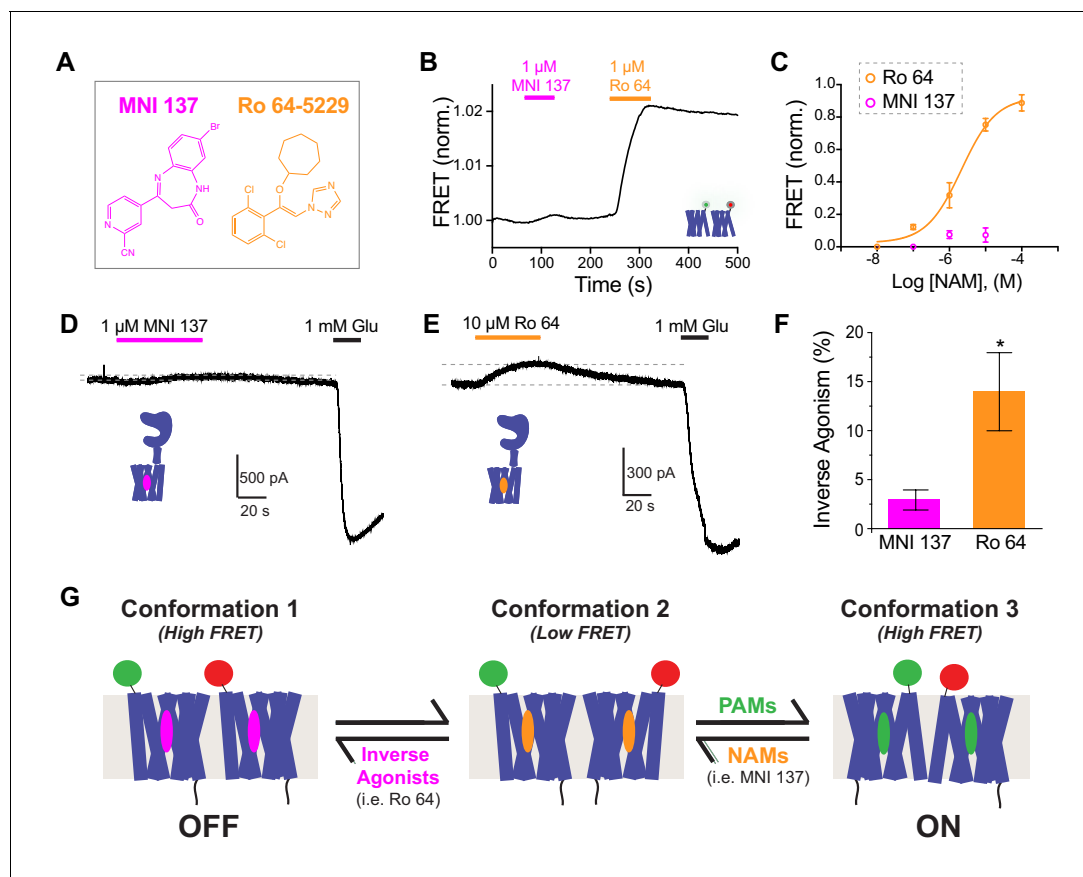 A
MNI 137
Ro 64-5229
Br
N
NH
O
N
CN
Cl
O
N
N
N
Cl
B
1 µM
MNI 137
1 µM
Ro 64
FRET (norm.)
1.02
1.01
1.00
0
100
200
300
400
500
Time (s)
C
Ro 64
MNI 137
FRET (norm.)
1.0
0.8
0.6
0.4
0.2
0.0
-8
-7
-6
-5
-4
Log [NAM], (M)
D
1 µM MNI 137
1 mM Glu
500 pA
20 s
E
10 µM Ro 64
1 mM Glu
300 pA
20 s
F
Inverse Agonism (%)
20
15
10
5
0
*
MNI 137
Ro 64
G
Conformation 1
(High FRET)
Conformation 2
(Low FRET)
Conformation 3
(High FRET)
Inverse
Agonists
(i.e. Ro 64)
PAMs
NAMs
(i.e. MNI 137)
OFF
ON